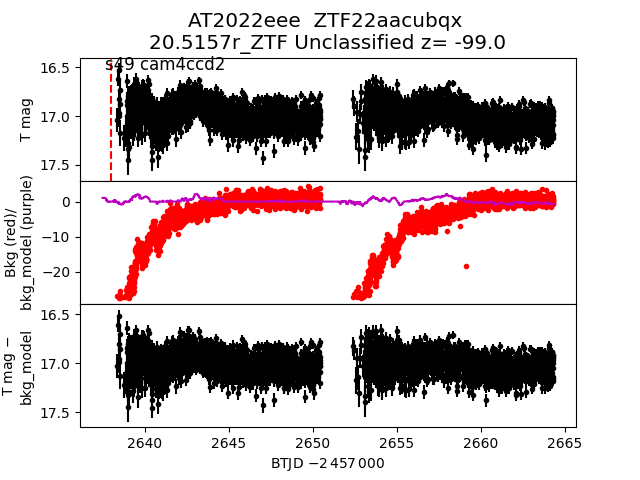 AT2022eee  ZTF22aacubqx
20.5157r_ZTF Unclassified z= -99.0
s49 cam4ccd2
T mag
16.5
17.0
17.5
Bkg (red)/
bkg_model (purple)
0
−10
−20
T mag −
bkg_model
16.5
17.0
17.5
2640
2645
2650
2655
2660
2665
BTJD −2 457 000